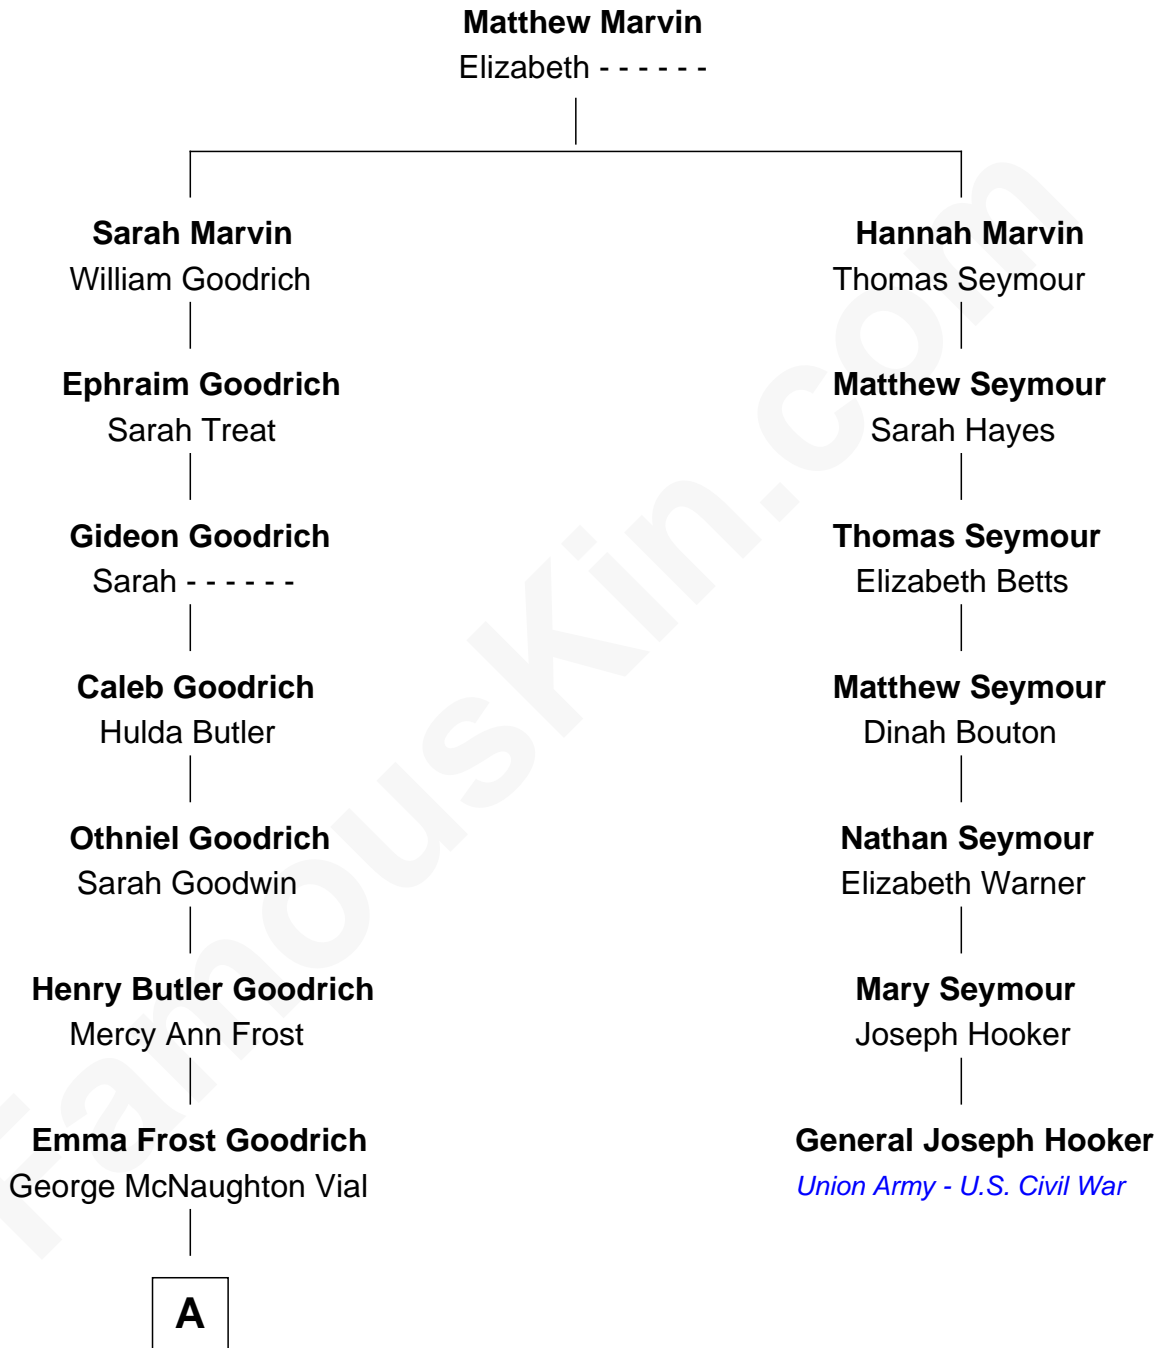 Matthew Marvin
Elizabeth - - - - - -
Sarah Marvin
William Goodrich
Hannah Marvin
Thomas Seymour
Ephraim Goodrich
Sarah Treat
Matthew Seymour
Sarah Hayes
Gideon Goodrich
Sarah - - - - - -
Thomas Seymour
Elizabeth Betts
Caleb Goodrich
Hulda Butler
Matthew Seymour
Dinah Bouton
Othniel Goodrich
Sarah Goodwin
Nathan Seymour
Elizabeth Warner
Henry Butler Goodrich
Mercy Ann Frost
Mary Seymour
Joseph Hooker
Emma Frost Goodrich
George McNaughton Vial
General Joseph Hooker
Union Army - U.S. Civil War
A
FamousKin.com